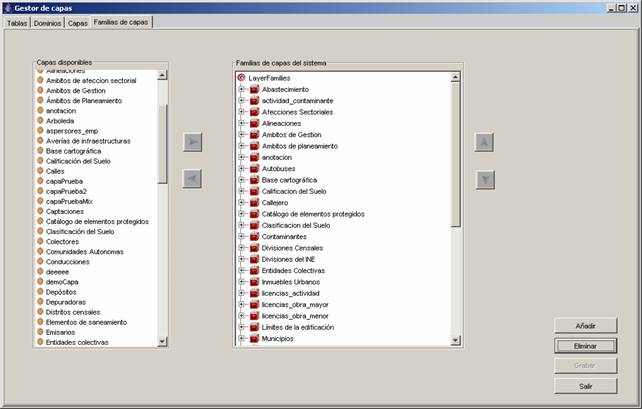 Gestor de capas
Tablas Dominios Capas Familias de capas
Capas disponibles
Alineaciones
Ambitos de afeccion sectorial
Ambitos de Gestion
Ámbitos de Planeamiento
anotacion
Arboleda
aspersores_emp
Averías de infraestructuras
Base cartográfica
Calificación del Suelo
Calles
capaPrueba
capaPrueba2
capaPruebaMix
Captaciones
Catálogo de elementos protegidos
Clasificación del Suelo
Colectores
Comunidades Autonomas
Conducciones
deeeee
demoCapa
Depósitos
Depuradoras
Distritos censales
Elementos de saneamiento
Emisarios
Entidades colectivas
Familias de capas del sistema
LayerFamilies
Abastecimiento
actividad_contaminante
Afecciones Sectoriales
Alineaciones
Ambitos de Gestion
Ambitos de planeamiento
anotacion
Autobuses
Base cartográfica
Calificacion del Suelo
Callejero
Catálogo de elementos protegidos
Clasificacion del Suelo
Contaminantes
Divisiones Censales
Divisiones del INE
Entidades Colectivas
Inmuebles Urbanos
licencias_actividad
licencias_obra_mayor
licencias_obra_menor
Límites de la edificación
Municipios
Añadir
Eliminar
Grabar
Salir